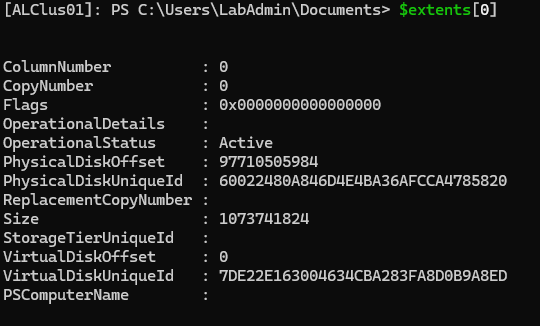 [ALClus01]: PS C:\Users\LabAdmin\Documents> $extents[0]
ColumnNumber : 0
CopyNumber : 0
Flags : 0x0000000000000000
OperationalDetails :
OperationalStatus : Active
PhysicalDiskOffset : 97710505984
PhysicalDiskUniqueId : 60022480A846D4E4BA36AFCCA4785820
ReplacementCopyNumber :
Size : 1073741824
StorageTierUniqueId :
VirtualDiskOffset : 0
VirtualDiskUniqueId : 7DE22E163004634CBA283FA8D0B9A8ED
PSComputerName :